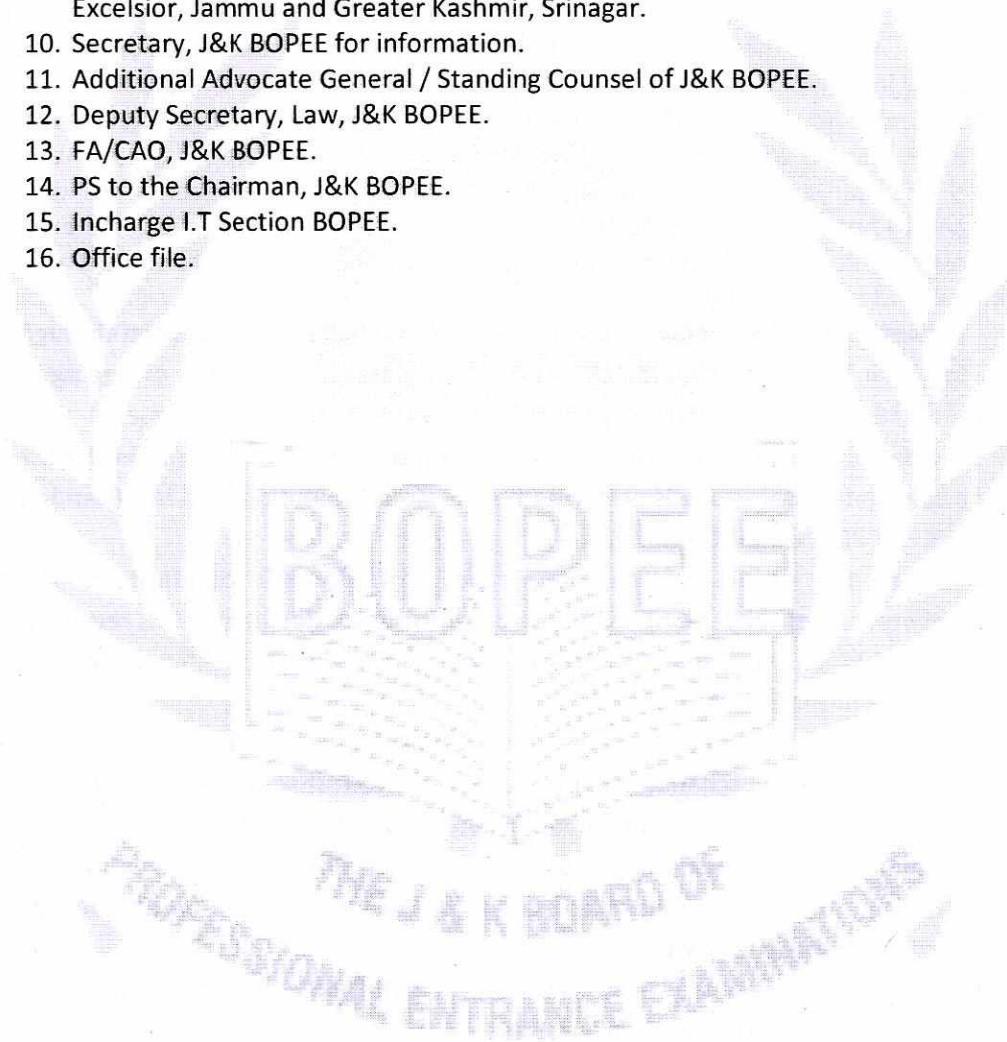 Excelsior, Jammu and Greater Kashmir, Srinagar.
10. Secretary, J&K BOPEE for information.
11. Additional Advocate General / Standing Counsel of J&K BOPEE.
12. Deputy Secretary, Law, J&K BOPEE.
13. FA/CAO, J&K BOPEE.
14. PS to the Chairman, J&K BOPEE.
15. Incharge I.T Section BOPEE.
16. Office file.
BOPEE
THE J & K BOARD OF
PROFESSIONAL ENTRANCE EXAMINATIONS